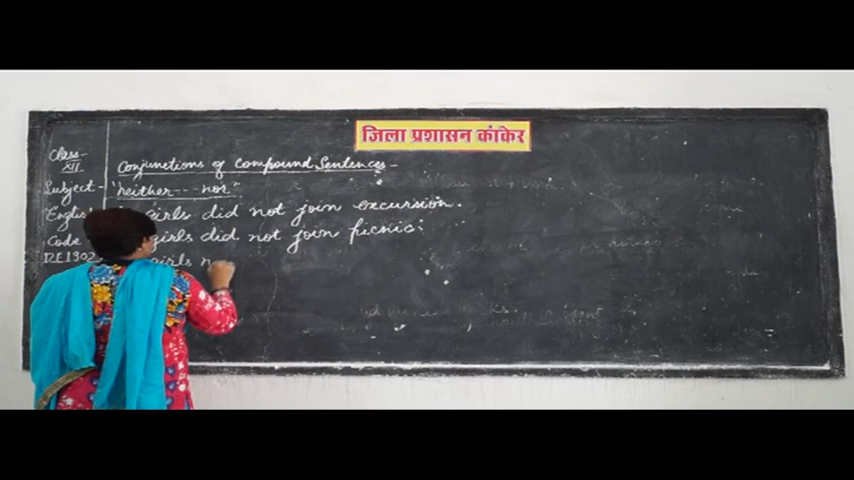 जिला प्रशासन कांकेर
Class-
XII
Conjunctions of Compound Sentences-
Subject-
"neither---nor"
English
girls did not join excursion.
Code
girls did not join picnic.
12E1302
girls n